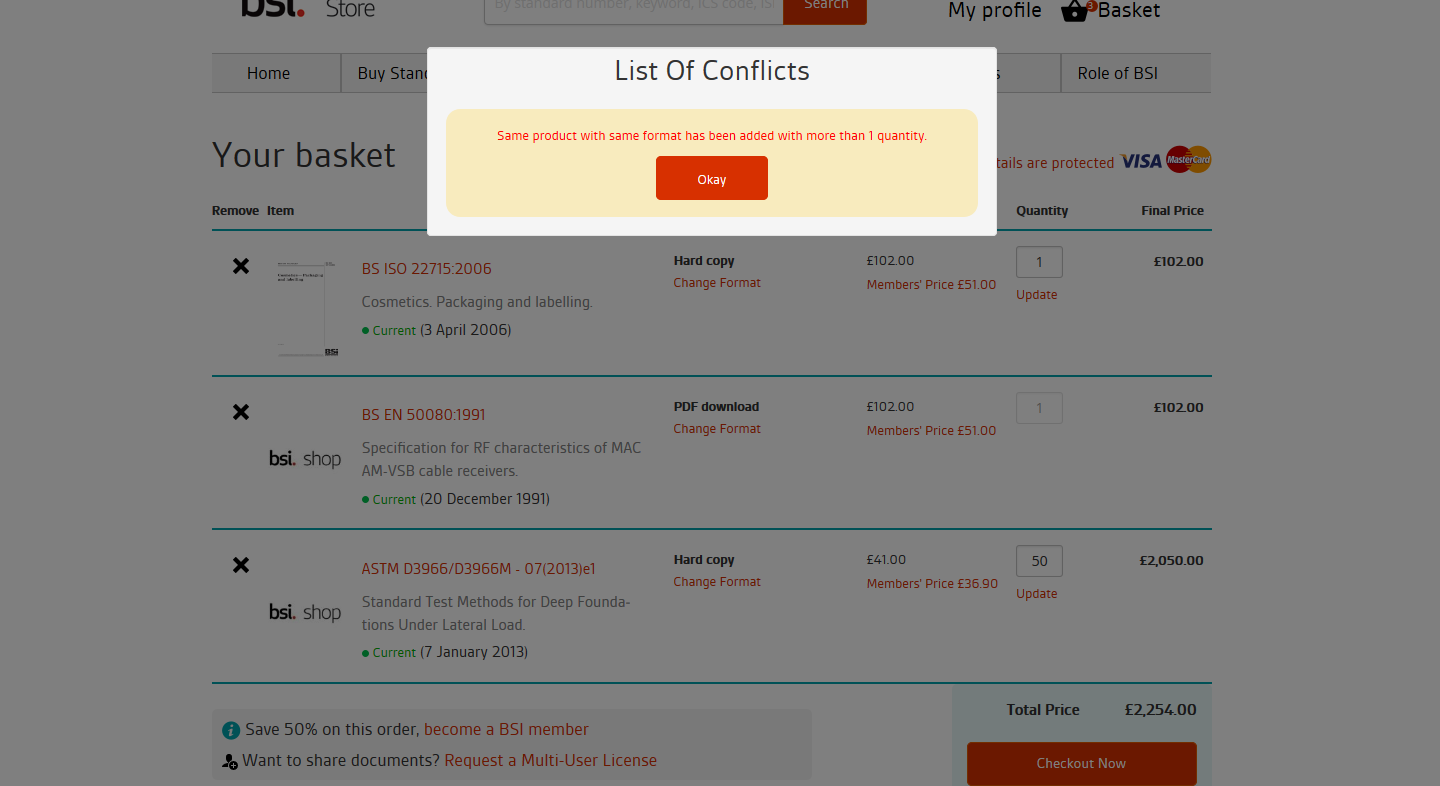 bsi. Store
By standard number, keyword, ICS code, ISI
Search
My profile
3
Basket
Home
Buy Stan
Role of BSI
List Of Conflicts
Same product with same format has been added with more than 1 quantity.
Okay
Your basket
tails are protected
VISA
MasterCard
Remove Item
Quantity
Final Price
BS ISO 22715:2006
Cosmetics. Packaging and labelling.
Current (3 April 2006)
Hard copy
Change Format
£102.00
Members' Price £51.00
1
Update
£102.00
bsi. shop
BS EN 50080:1991
Specification for RF characteristics of MAC
AM-VSB cable receivers.
Current (20 December 1991)
PDF download
Change Format
£102.00
Members' Price £51.00
1
£102.00
bsi. shop
ASTM D3966/D3966M - 07(2013)e1
Standard Test Methods for Deep Founda-
tions Under Lateral Load.
Current (7 January 2013)
Hard copy
Change Format
£41.00
Members' Price £36.90
50
Update
£2,050.00
Save 50% on this order, become a BSI member
Want to share documents? Request a Multi-User License
Total Price £2,254.00
Checkout Now